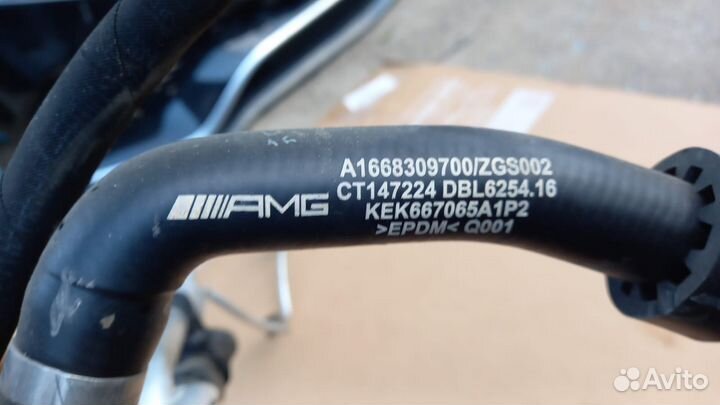 AMG
A1668309700/ZGS002
CT147224 DBL6254.16
KEK667065A1P2
>EPDM< Q001
Avito